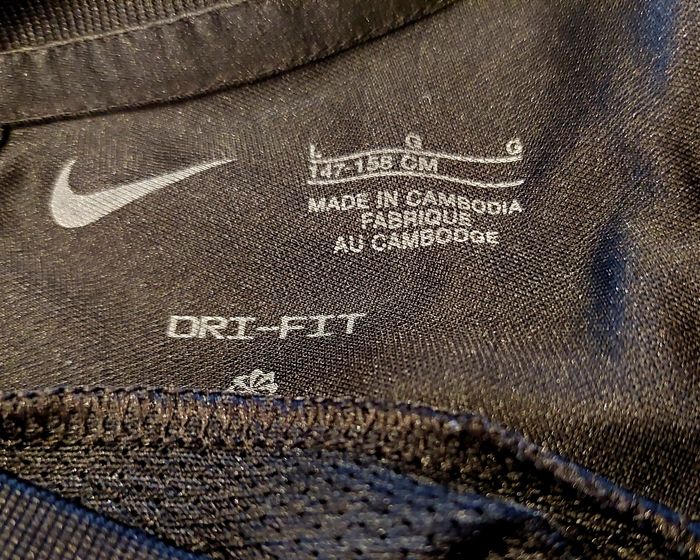 L G G
147-158 CM
MADE IN CAMBODIA
FABRIQUE
AU CAMBODGE
DRI-FIT